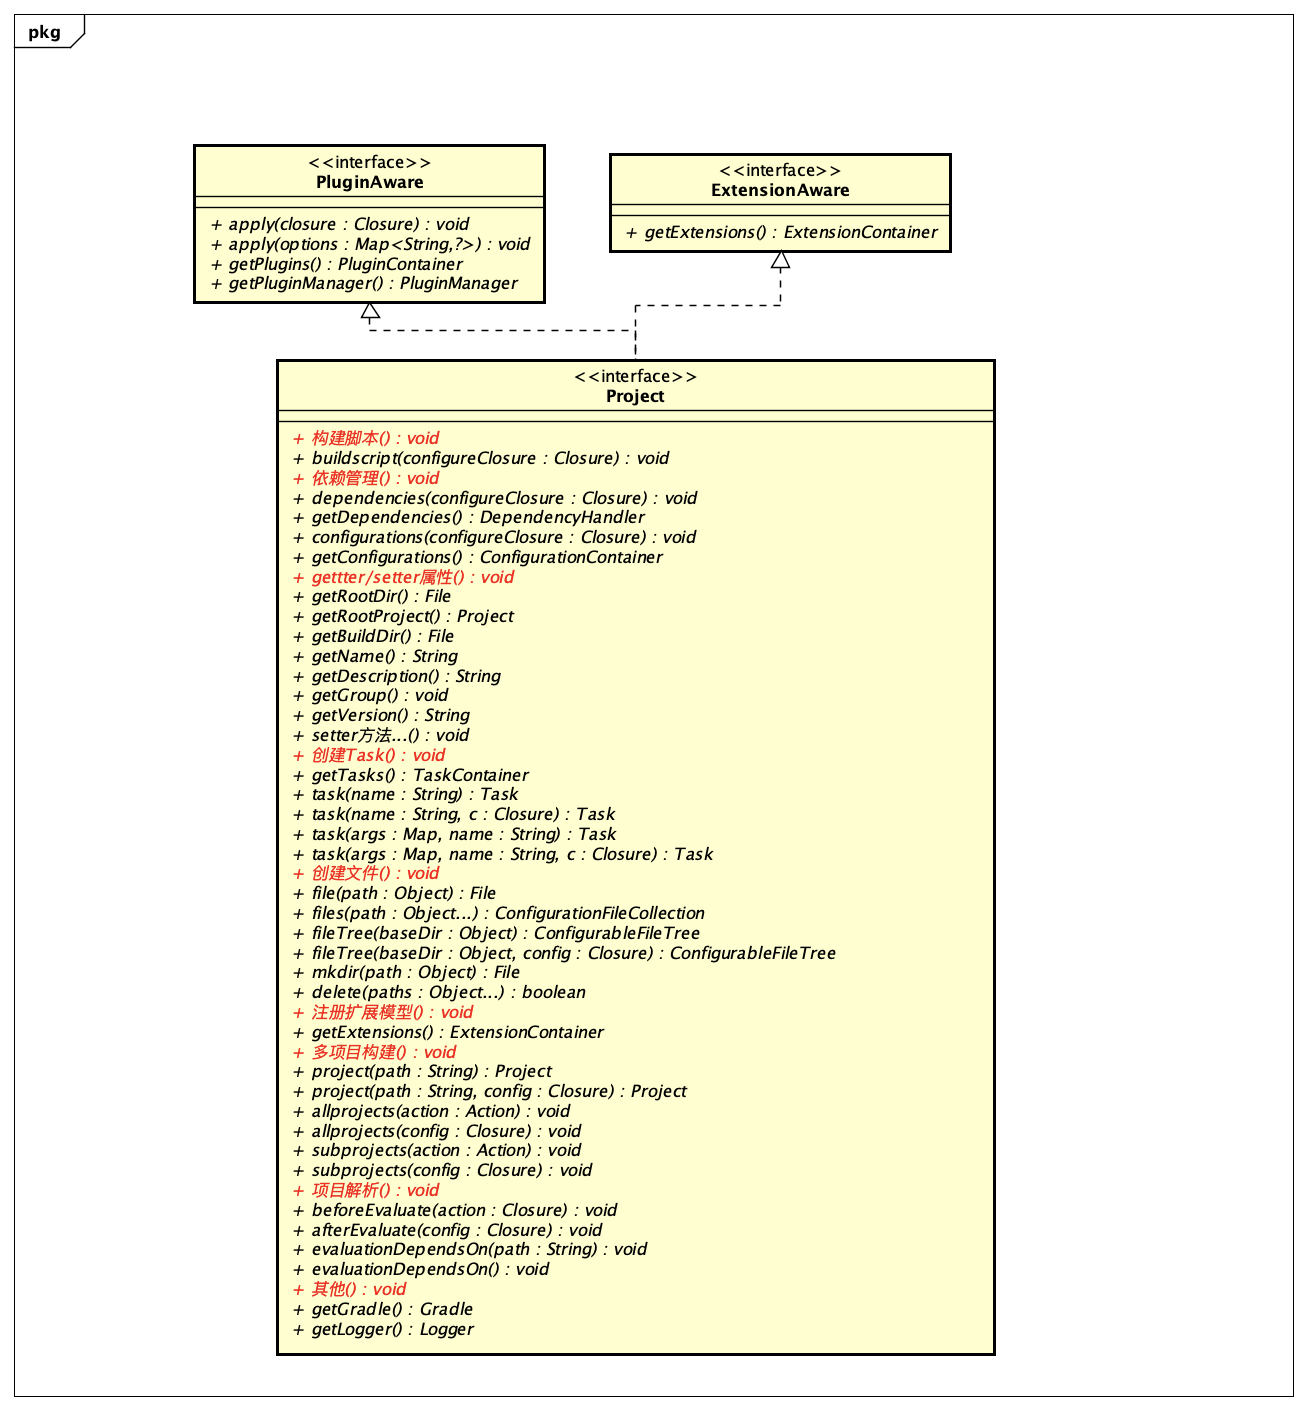 pkg
<<interface>>
PluginAware
+ apply(closure : Closure) : void
+ apply(options : Map<String,?>) : void
+ getPlugins() : PluginContainer
+ getPluginManager() : PluginManager
<<interface>>
ExtensionAware
+ getExtensions() : ExtensionContainer
<<interface>>
Project
+ 构建脚本() : void
+ buildscript(configureClosure : Closure) : void
+ 依赖管理() : void
+ dependencies(configureClosure : Closure) : void
+ getDependencies() : DependencyHandler
+ configurations(configureClosure : Closure) : void
+ getConfigurations() : ConfigurationContainer
+ gettter/setter属性() : void
+ getRootDir() : File
+ getRootProject() : Project
+ getBuildDir() : File
+ getName() : String
+ getDescription() : String
+ getGroup() : void
+ getVersion() : String
+ setter方法...() : void
+ 创建Task() : void
+ getTasks() : TaskContainer
+ task(name : String) : Task
+ task(name : String, c : Closure) : Task
+ task(args : Map, name : String) : Task
+ task(args : Map, name : String, c : Closure) : Task
+ 创建文件() : void
+ file(path : Object) : File
+ files(path : Object...) : ConfigurationFileCollection
+ fileTree(baseDir : Object) : ConfigurableFileTree
+ fileTree(baseDir : Object, config : Closure) : ConfigurableFileTree
+ mkdir(path : Object) : File
+ delete(paths : Object...) : boolean
+ 注册扩展模型() : void
+ getExtensions() : ExtensionContainer
+ 多项目构建() : void
+ project(path : String) : Project
+ project(path : String, config : Closure) : Project
+ allprojects(action : Action) : void
+ allprojects(config : Closure) : void
+ subprojects(action : Action) : void
+ subprojects(config : Closure) : void
+ 项目解析() : void
+ beforeEvaluate(action : Closure) : void
+ afterEvaluate(config : Closure) : void
+ evaluationDependsOn(path : String) : void
+ evaluationDependsOn() : void
+ 其他() : void
+ getGradle() : Gradle
+ getLogger() : Logger